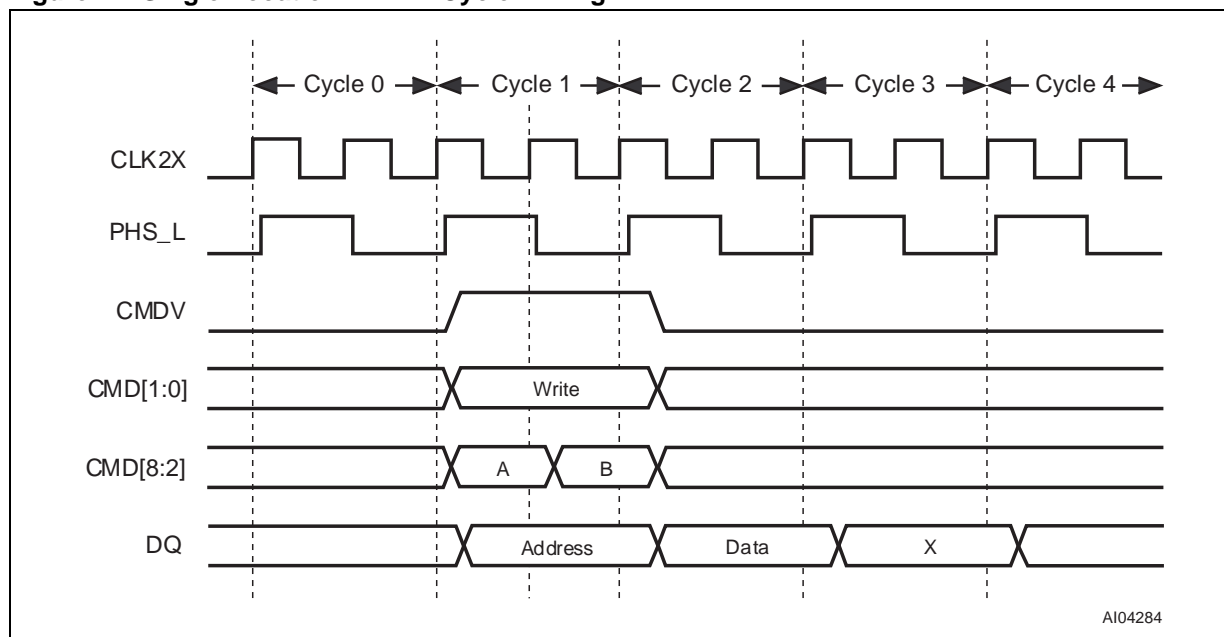 Cycle 0 Cycle 1 Cycle 2 Cycle 3 Cycle 4
CLK2X
PHS_L
CMDV
CMD[1:0] Write
CMD[8:2] A B
DQ Address Data X
AI04284